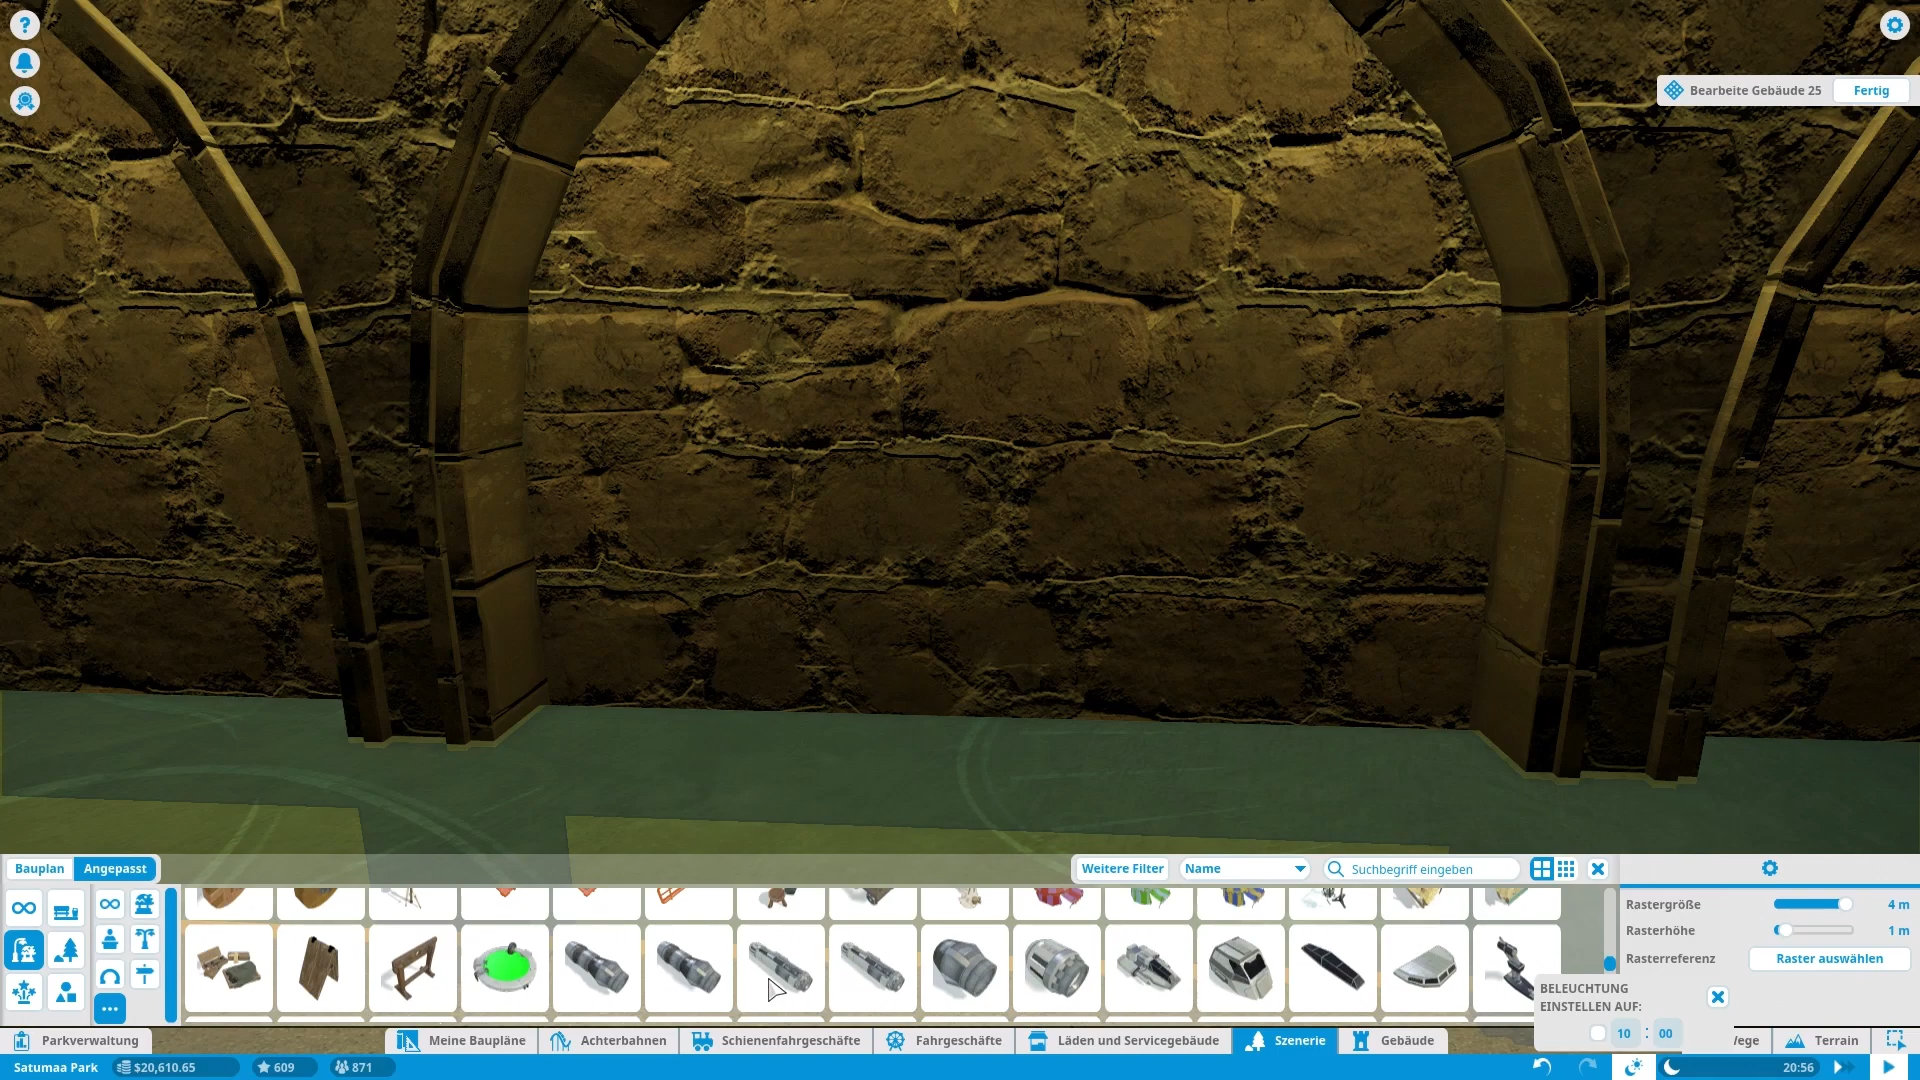 ?
Bearbeite Gebäude 25 Fertig
Bauplan Angepasst
Weitere Filter Name Suchbegriff eingeben
Rastergröße 4 m
Rasterhöhe 1 m
Rasterreferenz Raster auswählen
BELEUCHTUNG
EINSTELLEN AUF:
10 : 00
Parkverwaltung Meine Baupläne Achterbahnen Schienenfahrgeschäfte Fahrgeschäfte Läden und Servicegebäude Szenerie Gebäude Terrain
Satumaa Park $20,610.65 609 871 20:56